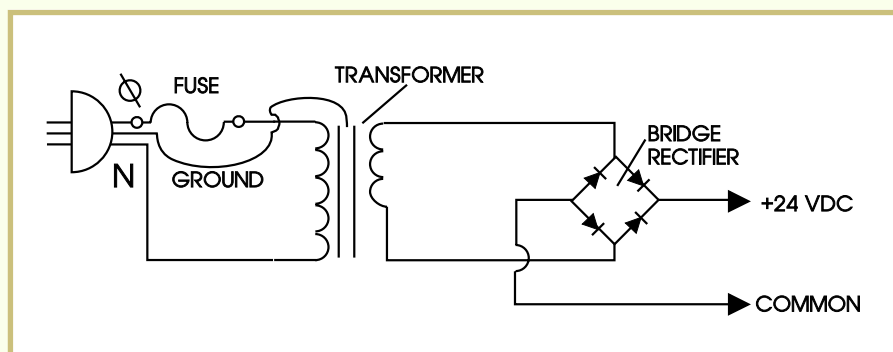 Ø
FUSE
TRANSFORMER
N
GROUND
BRIDGE
RECTIFIER
+24 VDC
COMMON